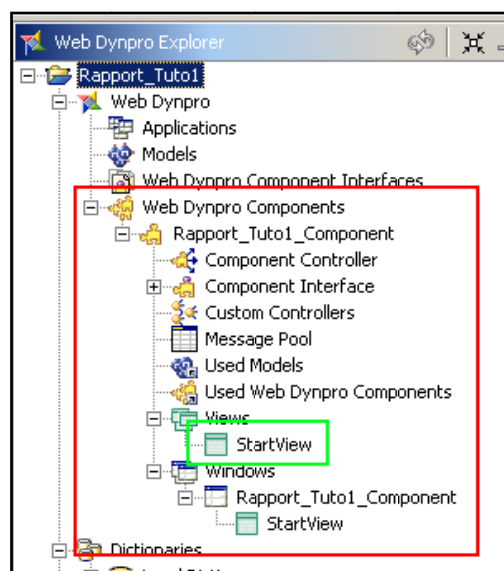 Web Dynpro Explorer
Rapport_Tuto1
Web Dynpro
Applications
Models
Web Dynpro Component Interfaces
Web Dynpro Components
Rapport_Tuto1_Component
Component Controller
Component Interface
Custom Controllers
Message Pool
Used Models
Used Web Dynpro Components
Views
StartView
Windows
Rapport_Tuto1_Component
StartView
Dictionaries